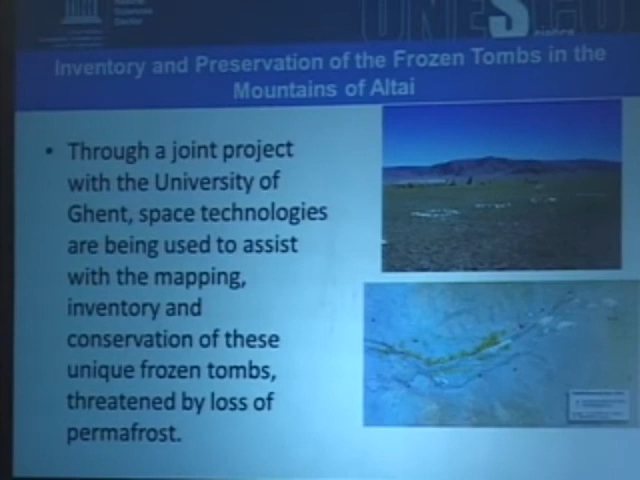 UNESCO
Sciences
Sector
Inventory and Preservation of the Frozen Tombs in the
Mountains of Altai
• Through a joint project
with the University of
Ghent, space technologies
are being used to assist
with the mapping,
inventory and
conservation of these
unique frozen tombs,
threatened by loss of
permafrost.